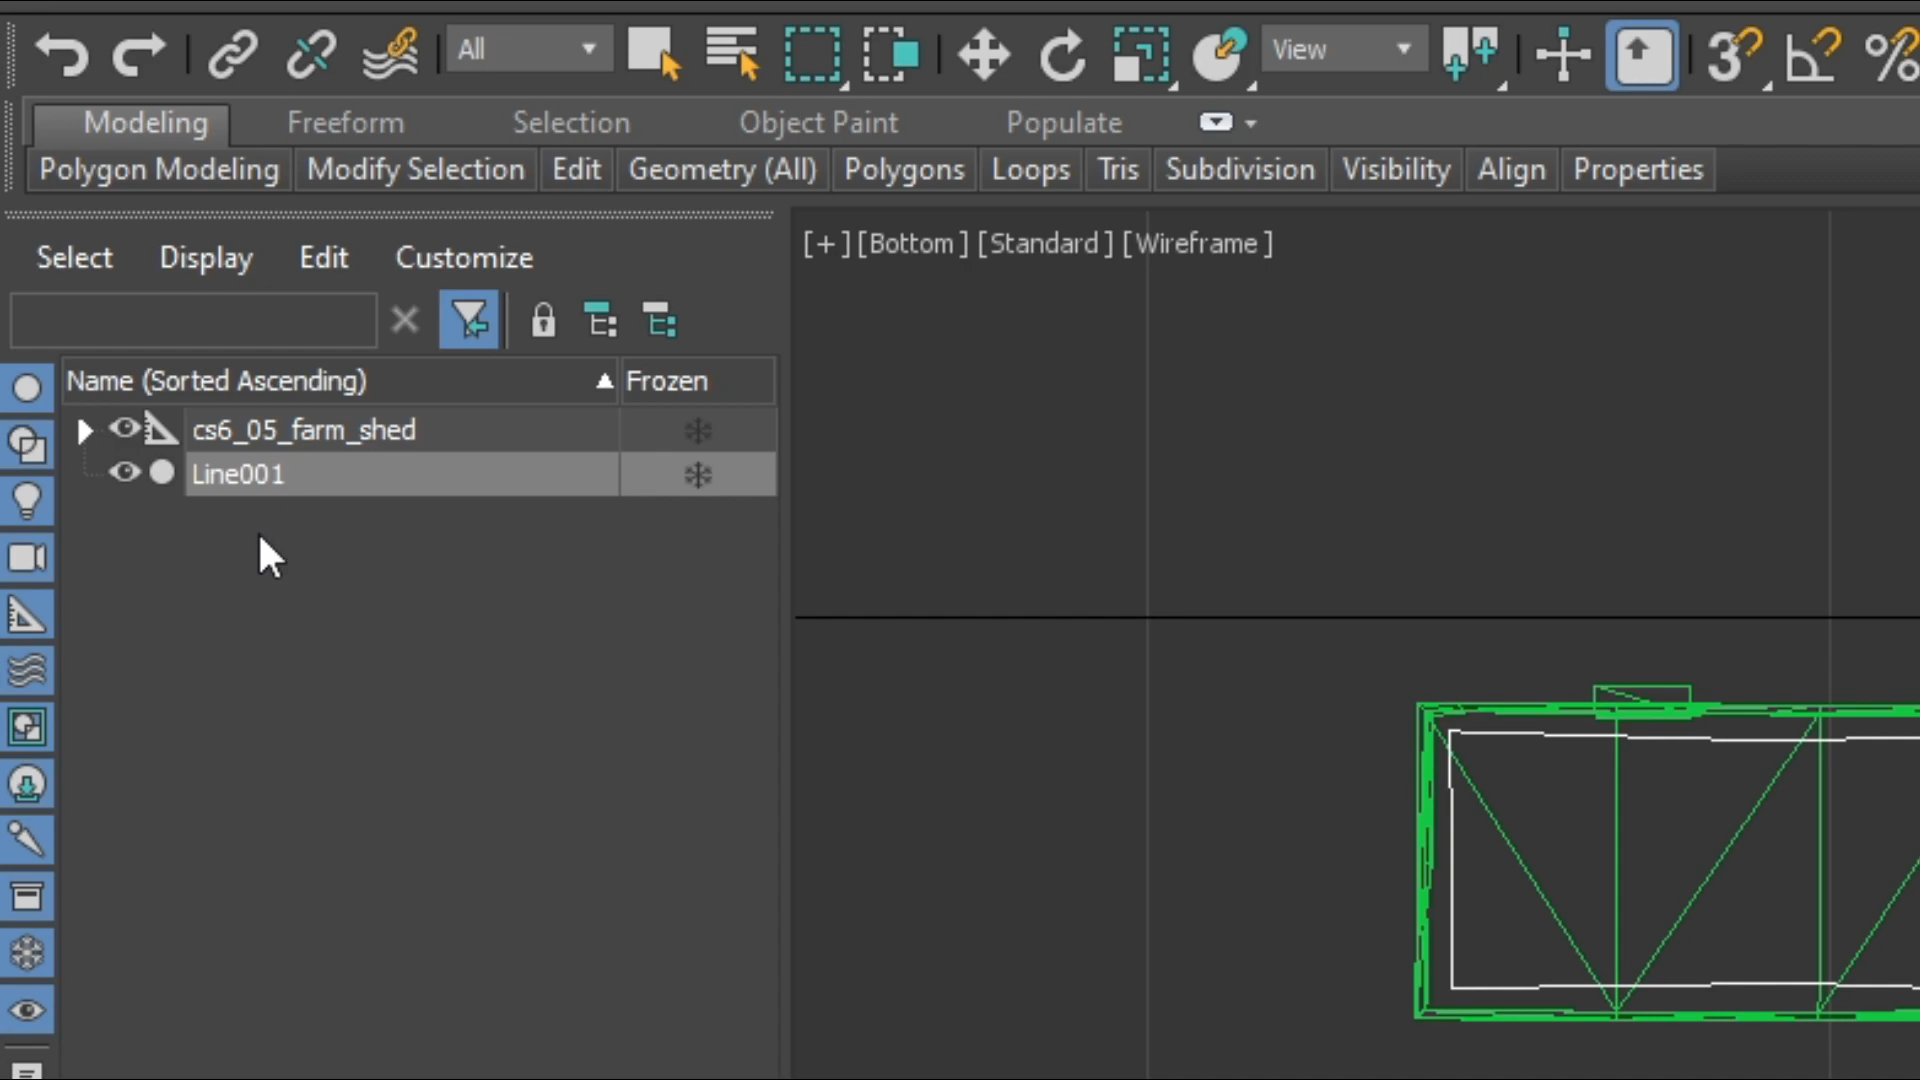 All View 3 %
Modeling Freeform Selection Object Paint Populate
Polygon Modeling Modify Selection Edit Geometry (All) Polygons Loops Tris Subdivision Visibility Align Properties
Select Display Edit Customize
[+] [Bottom] [Standard] [Wireframe]
Name (Sorted Ascending) Frozen
cs6_05_farm_shed
Line001